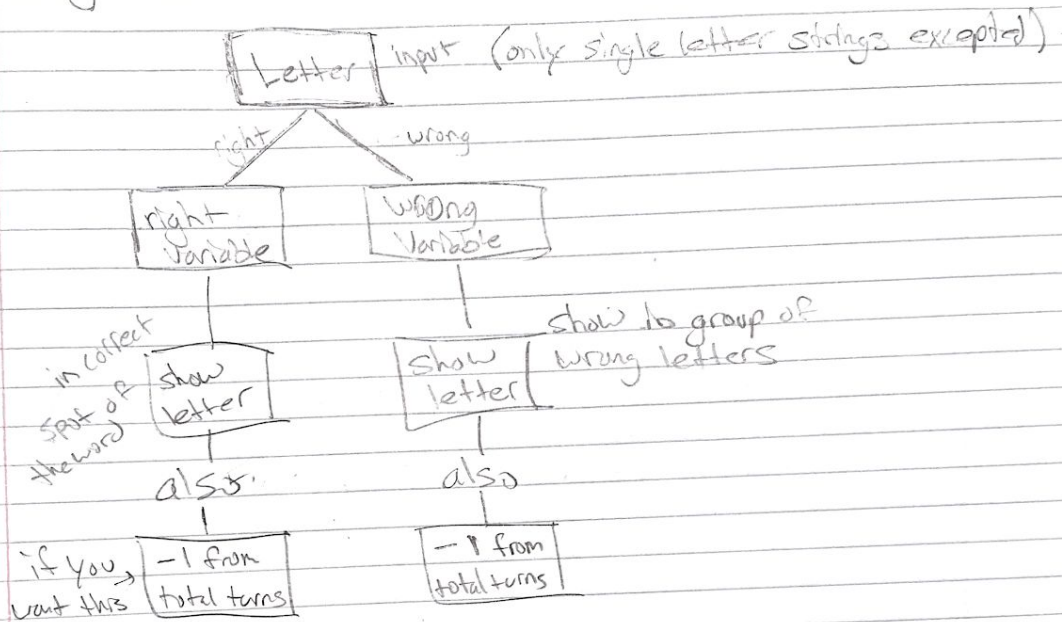 Letter input (only single letter strings excepted)
right wrong
right
variable
wrong
variable
in correct
spot of
the word
show
letter
show
letter
show in group of
wrong letters
also
also
if you
want this
-1 from
total turns
-1 from
total turns